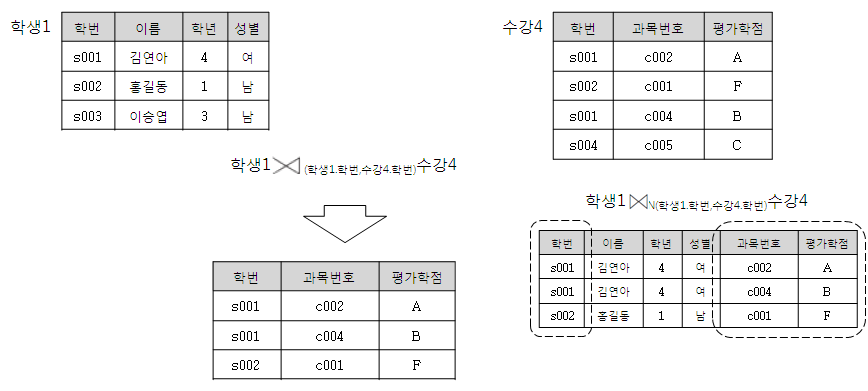 학생1
학번 이름 학년 성별
s001 김연아 4 여
s002 홍길동 1 남
s003 이승엽 3 남
수강4
학번 과목번호 평가학점
s001 c002 A
s002 c001 F
s001 c004 B
s004 c005 C
학생1 (학생1.학번,수강4.학번)수강4
학번 과목번호 평가학점
s001 c002 A
s001 c004 B
s002 c001 F
학생1 N(학생1.학번,수강4.학번)수강4
학번 이름 학년 성별 과목번호 평가학점
s001 김연아 4 여 c002 A
s001 김연아 4 여 c004 B
s002 홍길동 1 남 c001 F